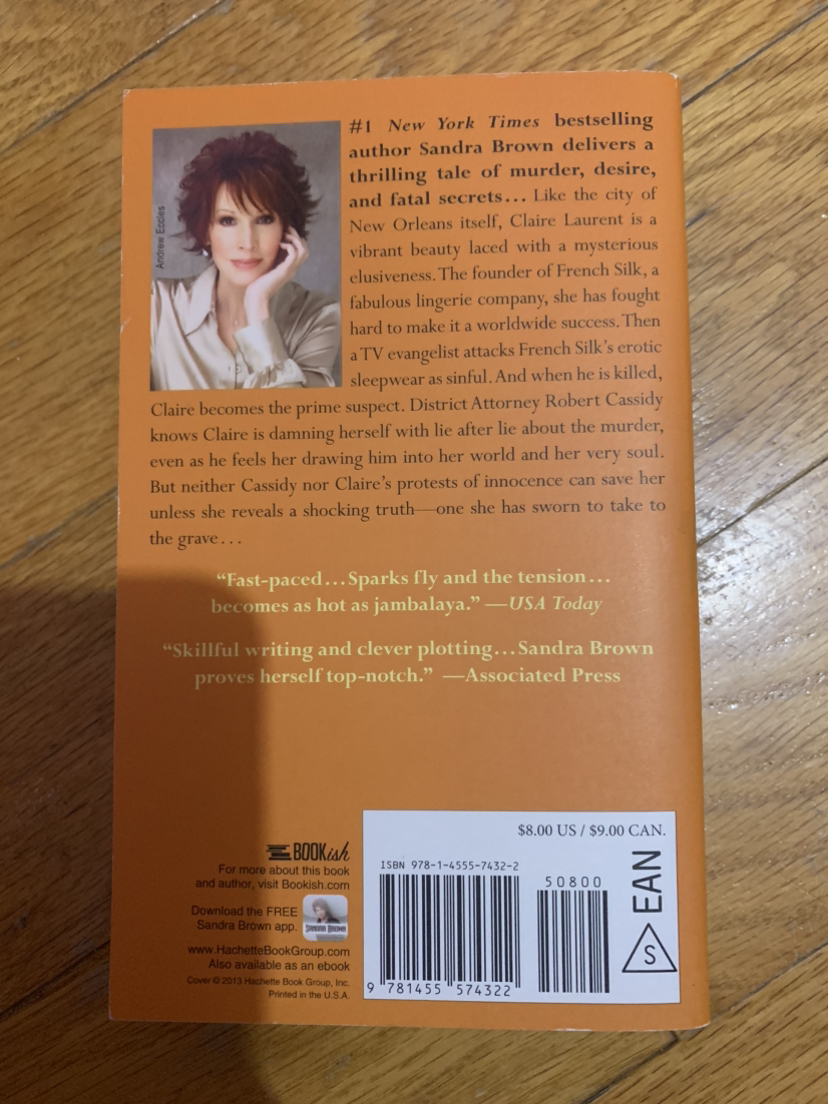 Andrew Eccles
#1 New York Times bestselling
author Sandra Brown delivers a
thrilling tale of murder, desire,
and fatal secrets... Like the city of
New Orleans itself, Claire Laurent is a
vibrant beauty laced with a mysterious
elusiveness. The founder of French Silk, a
fabulous lingerie company, she has fought
hard to make it a worldwide success. Then
a TV evangelist attacks French Silk's erotic
sleepwear as sinful. And when he is killed,
Claire becomes the prime suspect. District Attorney Robert Cassidy
knows Claire is damning herself with lie after lie about the murder,
even as he feels her drawing him into her world and her very soul.
But neither Cassidy nor Claire's protests of innocence can save her
unless she reveals a shocking truth—one she has sworn to take to
the grave...
“Fast-paced...Sparks fly and the tension...
becomes as hot as jambalaya.” —USA Today
“Skillful writing and clever plotting...Sandra Brown
proves herself top-notch.” —Associated Press
BOOKish
For more about this book
and author, visit Bookish.com
Download the FREE
Sandra Brown app.
SANDRA BROWN
www.HachetteBookGroup.com
Also available as an ebook
Cover © 2013 Hachette Book Group, Inc.
Printed in the U.S.A.
$8.00 US / $9.00 CAN.
ISBN 978-1-4555-7432-2
50800
9 781455 574322
EAN
S